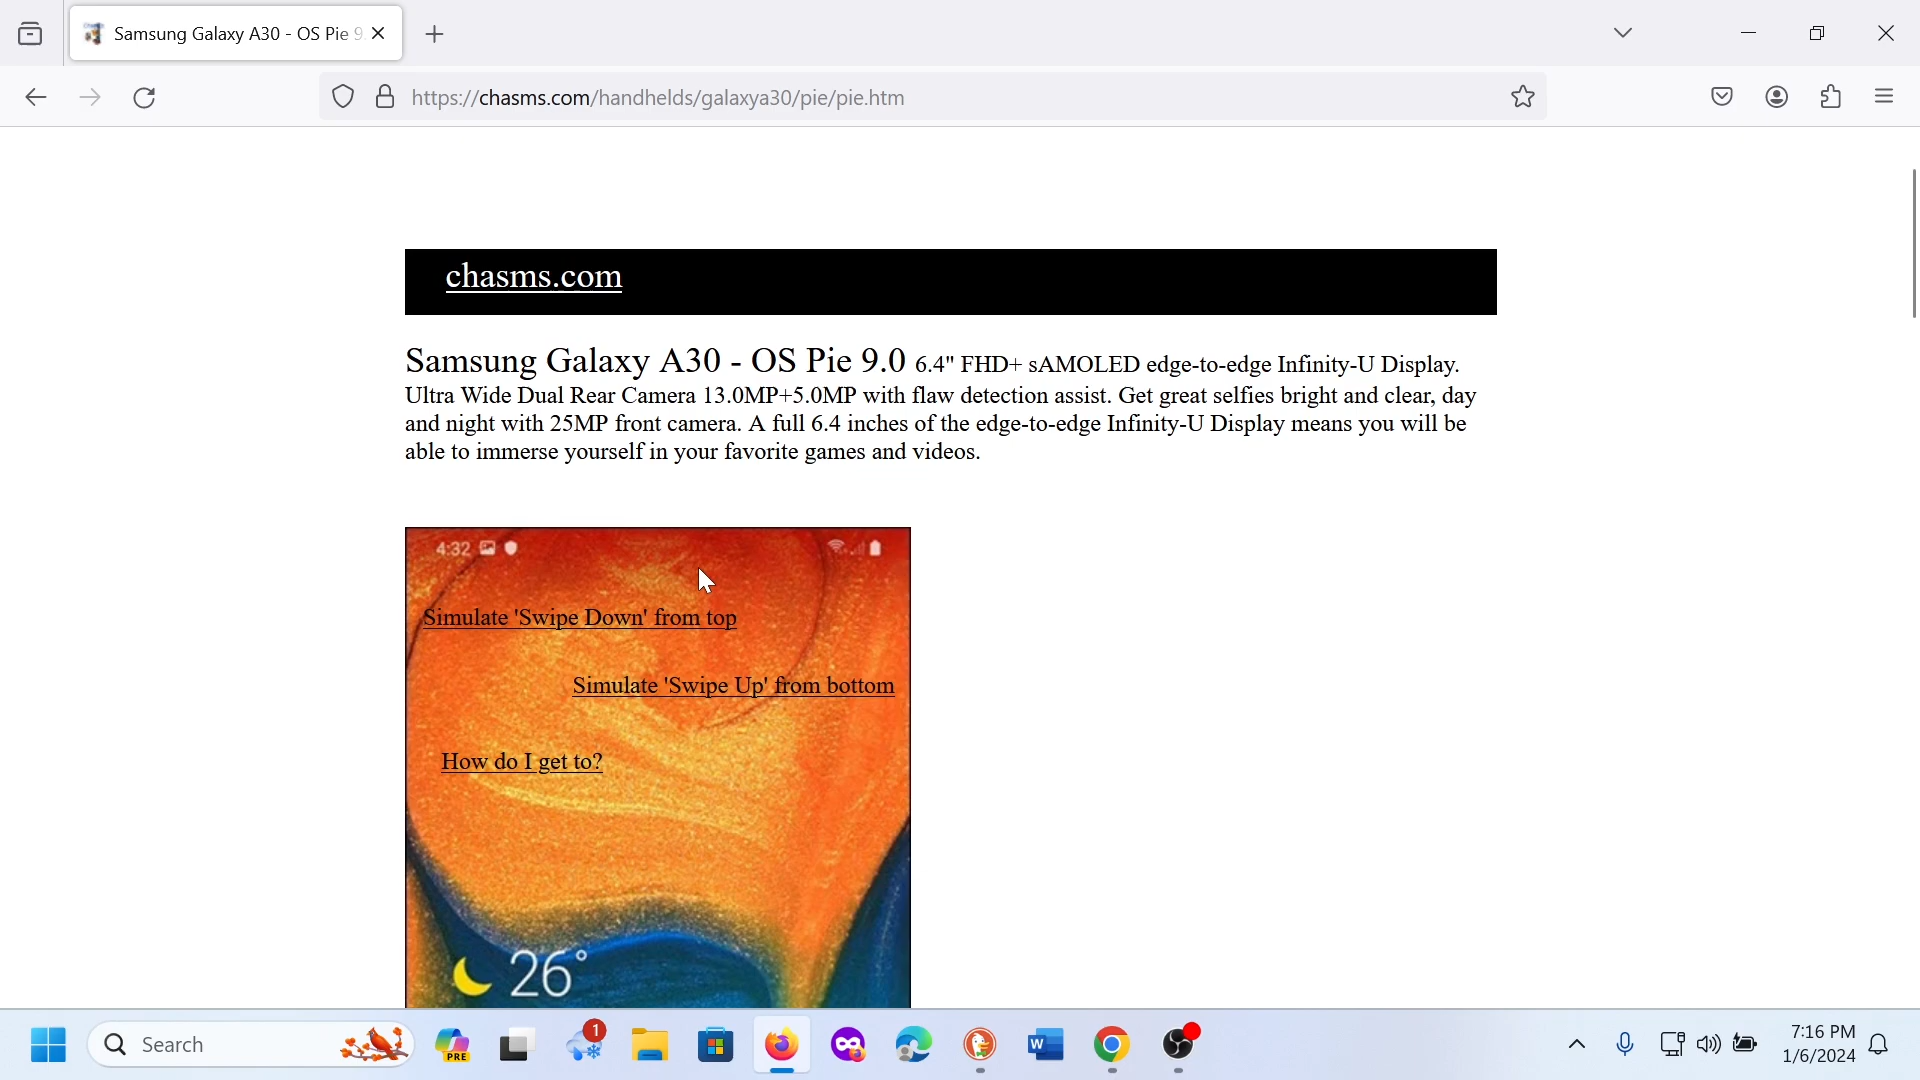 Samsung Galaxy A30 - OS Pie 9
https://chasms.com/handhelds/galaxya30/pie/pie.htm
chasms.com
Samsung Galaxy A30 - OS Pie 9.0 6.4" FHD+ sAMOLED edge-to-edge Infinity-U Display.
Ultra Wide Dual Rear Camera 13.0MP+5.0MP with flaw detection assist. Get great selfies bright and clear, day
and night with 25MP front camera. A full 6.4 inches of the edge-to-edge Infinity-U Display means you will be
able to immerse yourself in your favorite games and videos.
4:32
Simulate 'Swipe Down' from top
Simulate 'Swipe Up' from bottom
How do I get to?
26°
Search
PRE
1
W
7:16 PM
1/6/2024